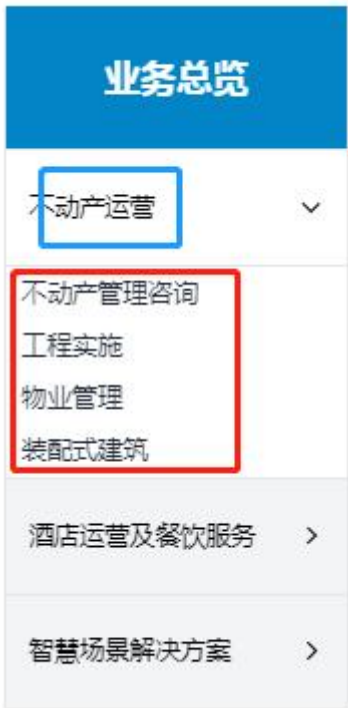 业务总览
不动产运营
不动产管理咨询
工程实施
物业管理
装配式建筑
酒店运营及餐饮服务
智慧场景解决方案